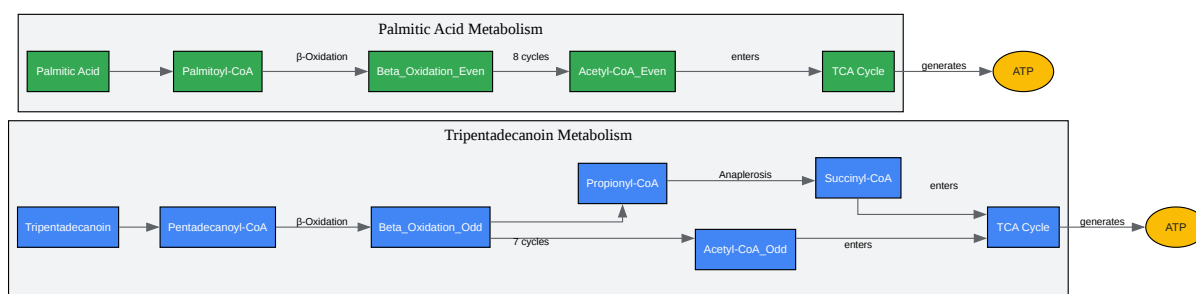 Palmitic Acid Metabolism
Palmitic Acid
Palmitoyl-CoA
β-Oxidation
Beta_Oxidation_Even
8 cycles
Acetyl-CoA_Even
enters
TCA Cycle
generates
ATP
Tripentadecanoin Metabolism
Propionyl-CoA
Anaplerosis
Succinyl-CoA
enters
Tripentadecanoin
Pentadecanoyl-CoA
β-Oxidation
Beta_Oxidation_Odd
7 cycles
Acetyl-CoA_Odd
enters
TCA Cycle
generates
ATP